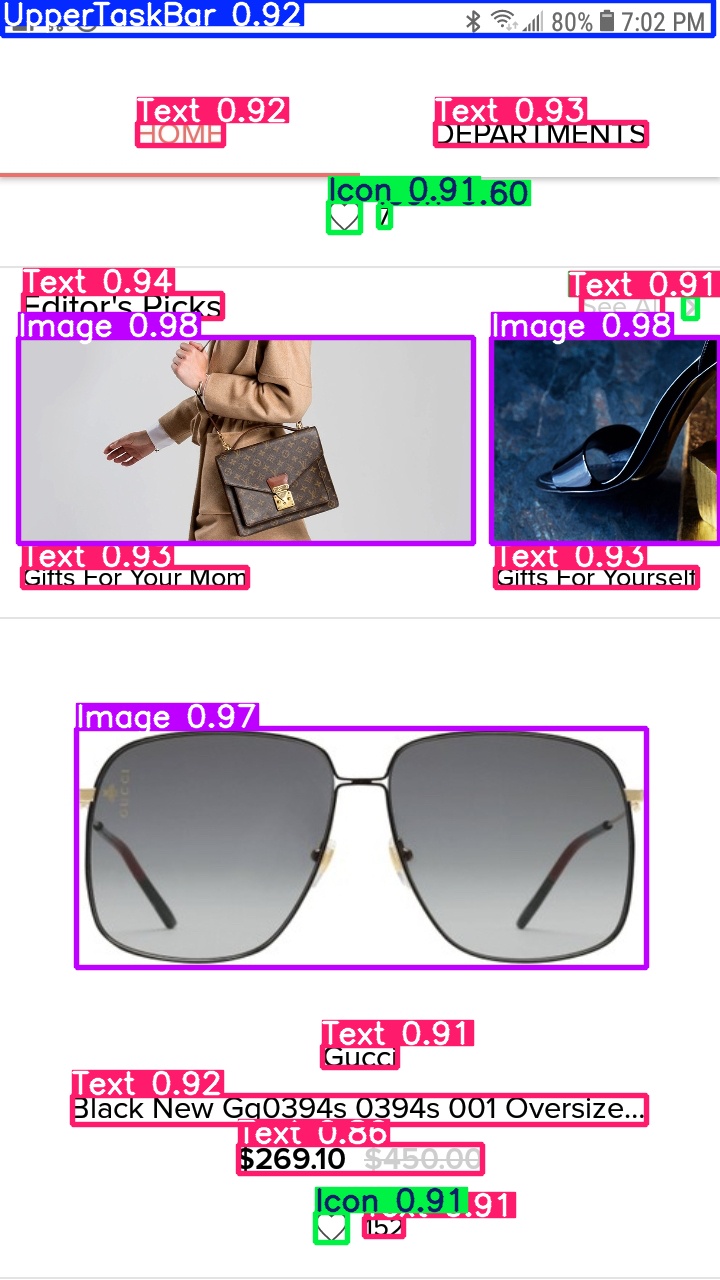 UpperTaskBar 0.92
80% 7:02 PM
Text 0.92 Text 0.93
HOME DEPARTMENTS
Icon 0.91 .60
7
Text 0.94 Text 0.91
Editor's Picks See All
Image 0.98 Image 0.98
Text 0.93 Text 0.93
Gifts For Your Mom Gifts For Yourself
Image 0.97
GUCCI
Text 0.91
Gucci
Text 0.92
Black New Gg0394s 0394s 001 Oversize...
Text 0.86
$269.10 $450.00
Icon 0.91 .91
152